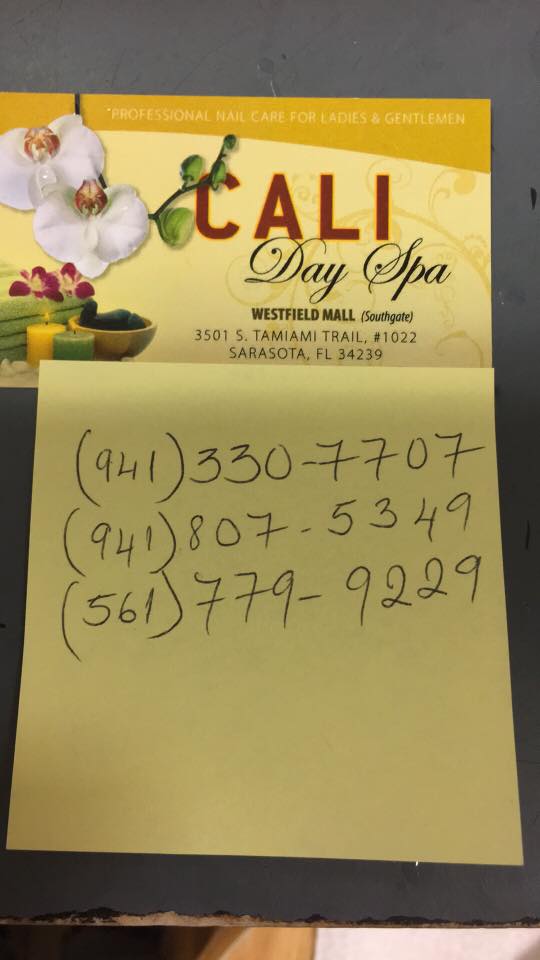 *PROFESSIONAL NAIL CARE FOR LADIES & GENTLEMEN
CALI
Day Spa
WESTFIELD MALL (Southgate)
3501 S. TAMIAMI TRAIL, #1022
SARASOTA, FL 34239
(941) 330-7707
(941) 807-5349
(561) 779-9229